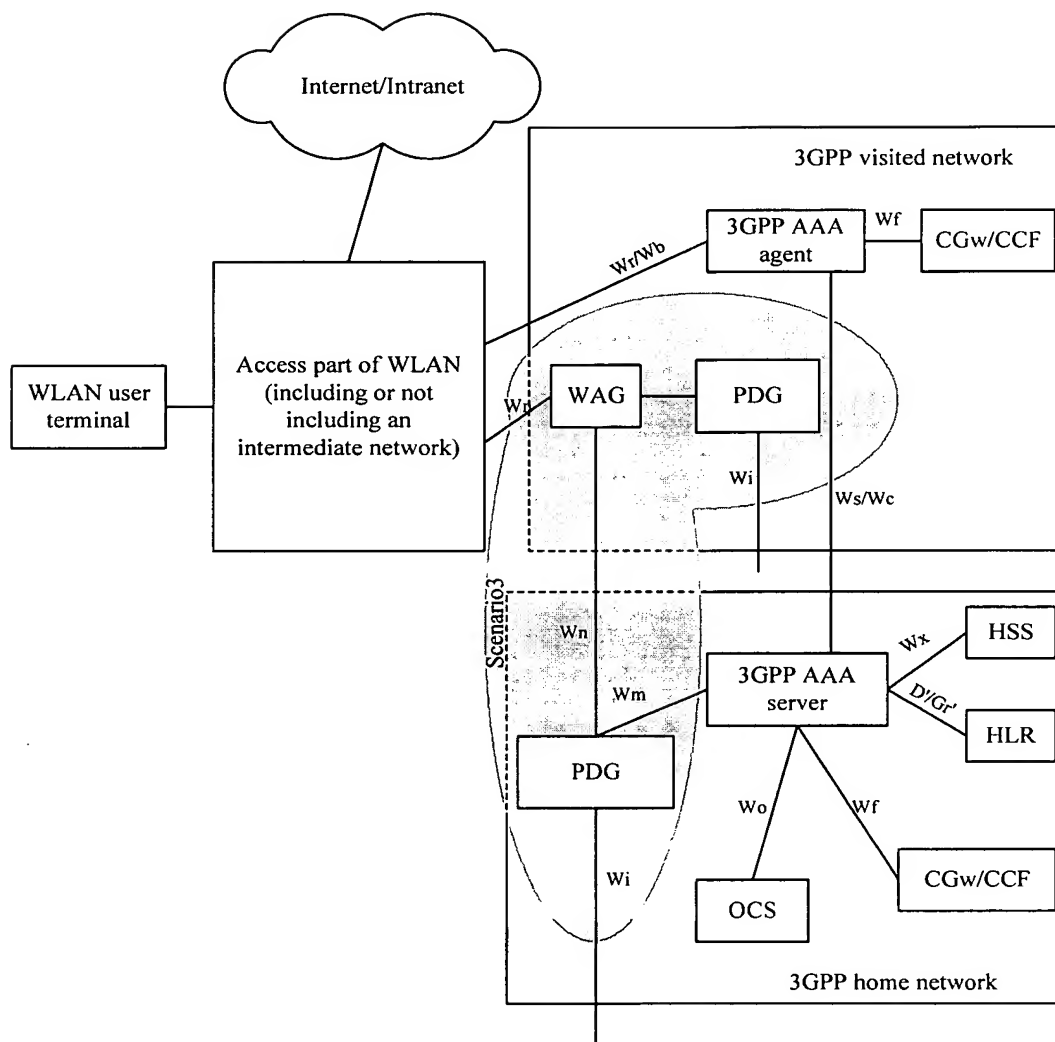 Internet/Intranet
3GPP visited network
3GPP AAA
agent
Wf
CGw/CCF
Wr/Wb
Access part of WLAN
(including or not
including an
intermediate network)
WLAN user
terminal
Wn
WAG
PDG
Wi
Ws/Wc
Scenario3
Wn
Wm
3GPP AAA
server
Wx
HSS
D'/Gr'
HLR
PDG
Wo
Wf
Wi
OCS
CGw/CCF
3GPP home network